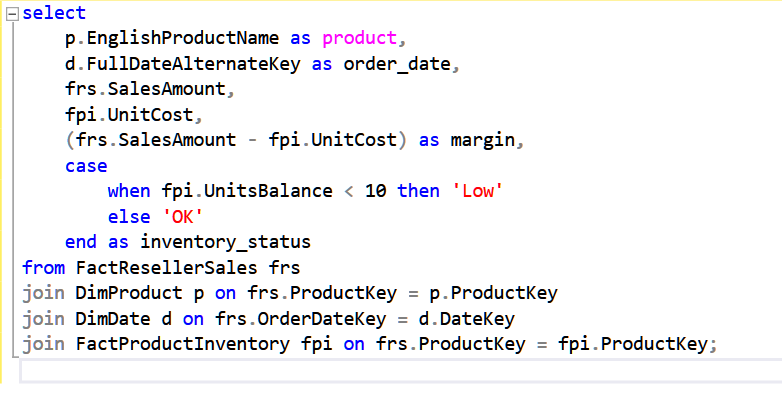 select
p.EnglishProductName as product,
d.FullDateAlternateKey as order_date,
frs.SalesAmount,
fpi.UnitCost,
(frs.SalesAmount - fpi.UnitCost) as margin,
case
when fpi.UnitsBalance < 10 then 'Low'
else 'OK'
end as inventory_status
from FactResellerSales frs
join DimProduct p on frs.ProductKey = p.ProductKey
join DimDate d on frs.OrderDateKey = d.DateKey
join FactProductInventory fpi on frs.ProductKey = fpi.ProductKey;